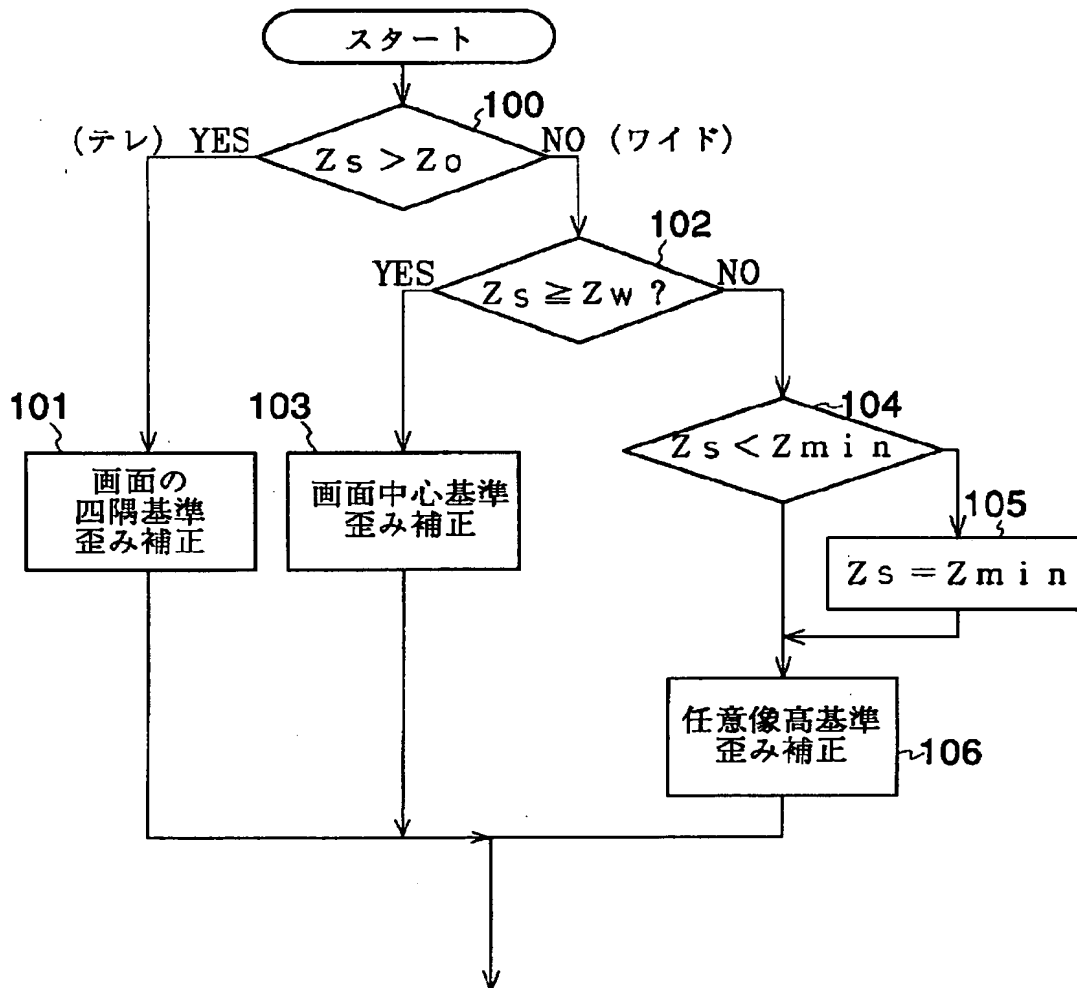 スタート
100
(テレ) YES
NO (ワイド)
Zs>Zo
102
YES
NO
Zs≧Zw?
104
Zs<Zmin
101
画面の
四隅基準
歪み補正
103
画面中心基準
歪み補正
105
Zs=Zmin
任意像高基準
歪み補正
106